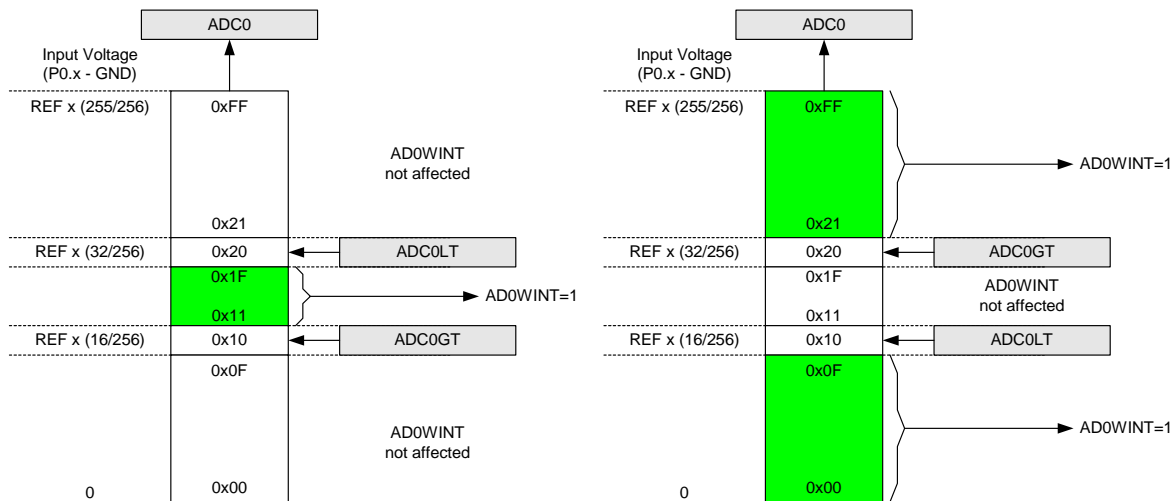 ADC0
Input Voltage
(P0.x - GND)
REF x (255/256)
0xFF
AD0WINT
not affected
0x21
REF x (32/256)
0x20
ADC0LT
0x1F
AD0WINT=1
0x11
REF x (16/256)
0x10
ADC0GT
0x0F
AD0WINT
not affected
0
0x00
ADC0
Input Voltage
(P0.x - GND)
REF x (255/256)
0xFF
AD0WINT=1
0x21
REF x (32/256)
0x20
ADC0GT
0x1F
AD0WINT
not affected
0x11
REF x (16/256)
0x10
ADC0LT
0x0F
AD0WINT=1
0
0x00